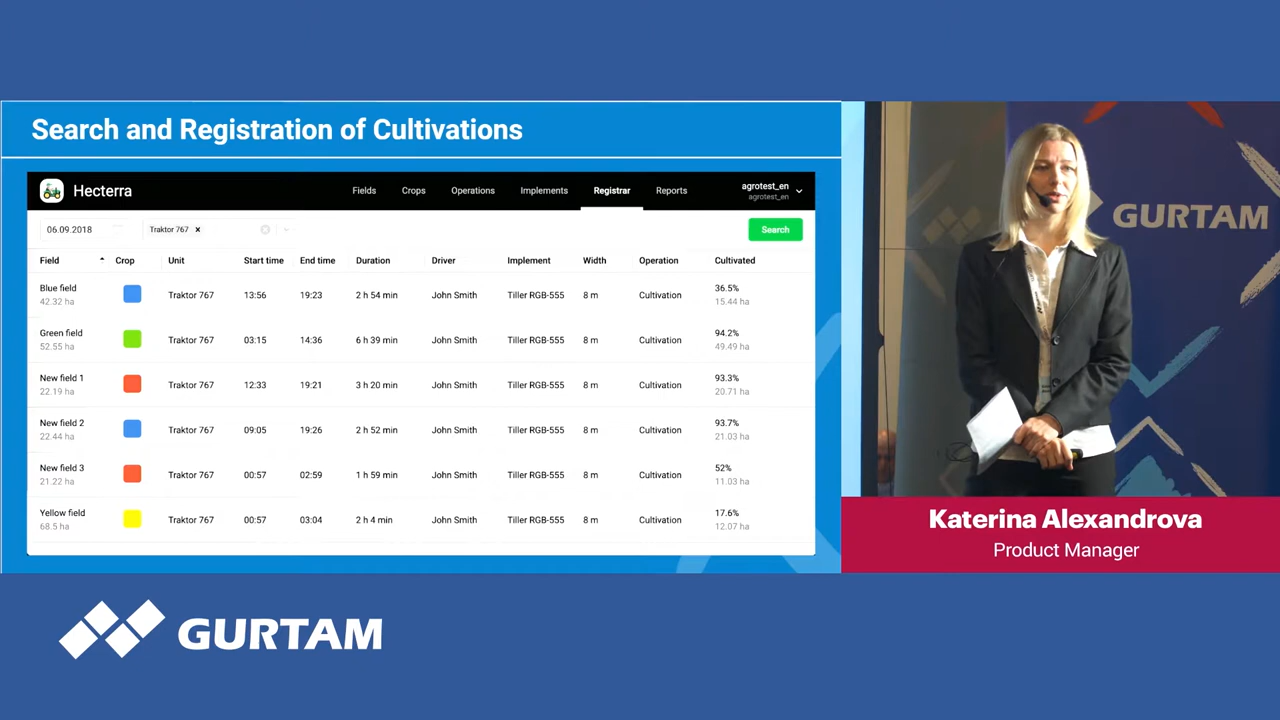 Search and Registration of Cultivations
Hecterra
Fields Crops Operations Implements Registrar Reports
agrotest_en
agrotest_en
06.09.2018 Traktor 767 × Search
Field Crop Unit Start time End time Duration Driver Implement Width Operation Cultivated
Blue field Traktor 767 13:56 19:23 2 h 54 min John Smith Tiller RGB-555 8 m Cultivation 36.5%
42.32 ha 15.44 ha
Green field Traktor 767 03:15 14:36 6 h 39 min John Smith Tiller RGB-555 8 m Cultivation 94.2%
52.55 ha 49.49 ha
New field 1 Traktor 767 12:33 19:21 3 h 20 min John Smith Tiller RGB-555 8 m Cultivation 93.3%
22.19 ha 20.71 ha
New field 2 Traktor 767 09:05 19:26 2 h 52 min John Smith Tiller RGB-555 8 m Cultivation 93.7%
22.44 ha 21.03 ha
New field 3 Traktor 767 00:57 02:59 1 h 59 min John Smith Tiller RGB-555 8 m Cultivation 52%
21.22 ha 11.03 ha
Yellow field Traktor 767 00:57 03:04 2 h 4 min John Smith Tiller RGB-555 8 m Cultivation 17.6%
68.5 ha 12.07 ha
GURTAM
Katerina Alexandrova
Product Manager
GURTAM